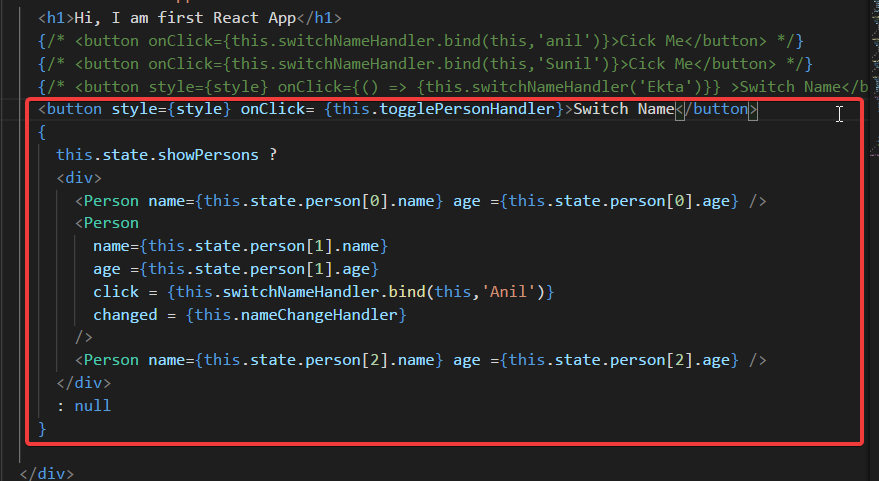 <h1>Hi, I am first React App</h1>
{/* <button onClick={this.switchNameHandler.bind(this,'anil')}>Cick Me</button> */}
{/* <button onClick={this.switchNameHandler.bind(this,'Sunil')}>Cick Me</button> */}
{/* <button style={style} onClick={() => {this.switchNameHandler('Ekta')}} >Switch Name</b
<button style={style} onClick= {this.togglePersonHandler}>Switch Name</button>
{
this.state.showPersons ?
<div>
<Person name={this.state.person[0].name} age ={this.state.person[0].age} />
<Person
name={this.state.person[1].name}
age ={this.state.person[1].age}
click = {this.switchNameHandler.bind(this,'Anil')}
changed = {this.nameChangeHandler}
/>
<Person name={this.state.person[2].name} age ={this.state.person[2].age} />
</div>
: null
}
</div>